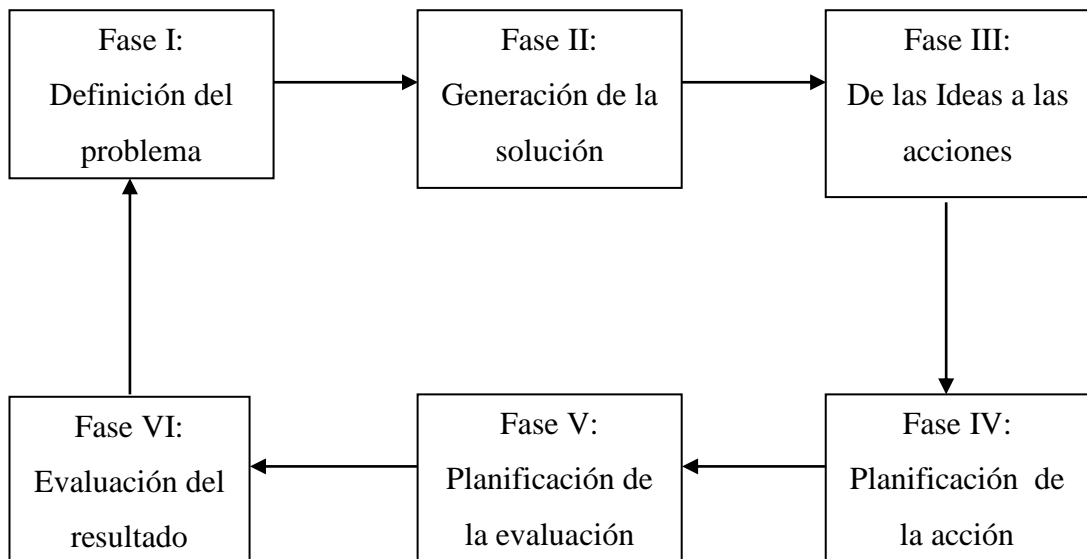 Fase I:
Definición del
problema
Fase II:
Generación de la
solución
Fase III:
De las Ideas a las
acciones
Fase IV:
Planificación  de
la acción
Fase V:
Planificación de
la evaluación
Fase VI:
Evaluación del
resultado